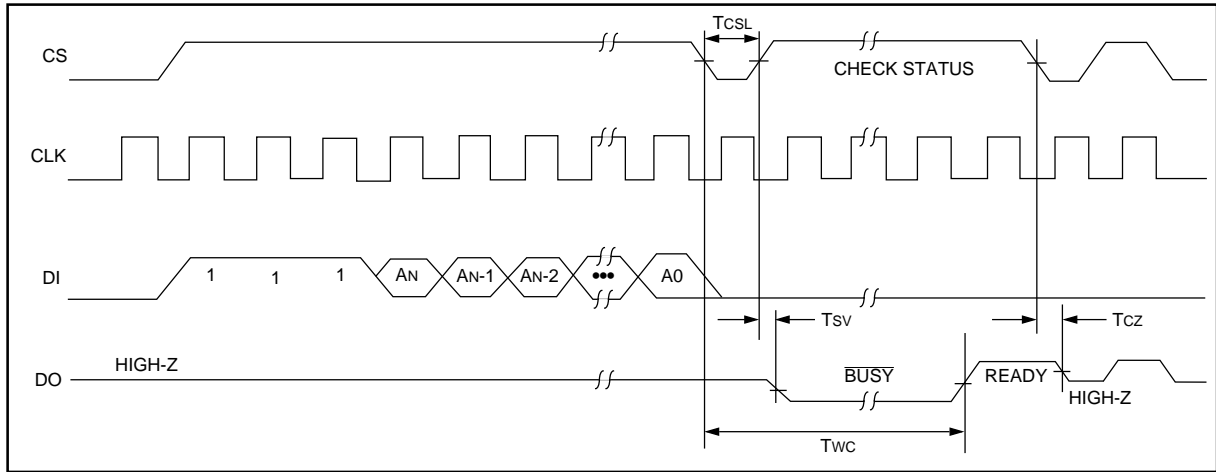 TCSL
CS
CHECK STATUS
CLK
DI
1 1 1 AN AN-1 AN-2 ••• A0
TSV
TCZ
HIGH-Z
DO
BUSY
READY
HIGH-Z
TWC